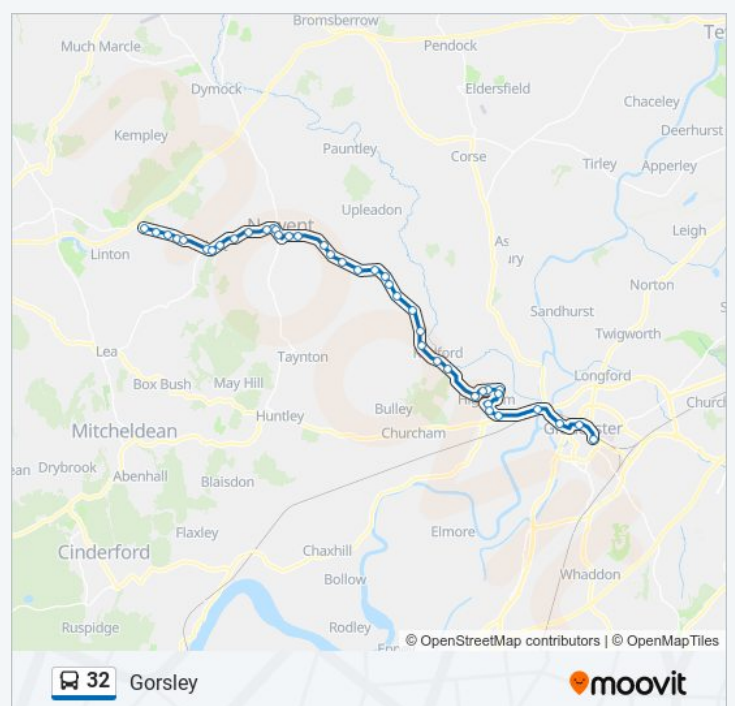 Bromsberrow
Te
Much Marcle
Pendock
Dymock
Eldersfield
Chaceley
Kempley
Deerhurst
Pauntley
Corse
Tirley
Apperley
Upleadon
Leigh
Linton
Norton
Sandhurst
Twigworth
Lea
Taynton
Longford
Box Bush
May Hill
Bulley
Huntley
Churcham
Mitcheldean
Drybrook
Abenhall
Blaisdon
Flaxley
Elmore
Cinderford
Chaxhill
Bollow
Whaddon
Ruspidge
Rodley
© OpenStreetMap contributors | © OpenMapTiles
32 Gorsley
moovit